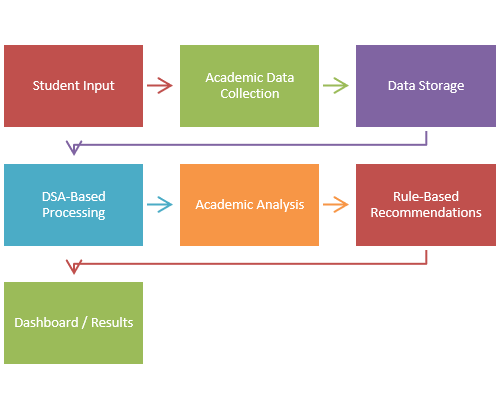 Student Input
Academic Data
Collection
Data Storage
DSA-Based
Processing
Academic Analysis
Rule-Based
Recommendations
Dashboard / Results